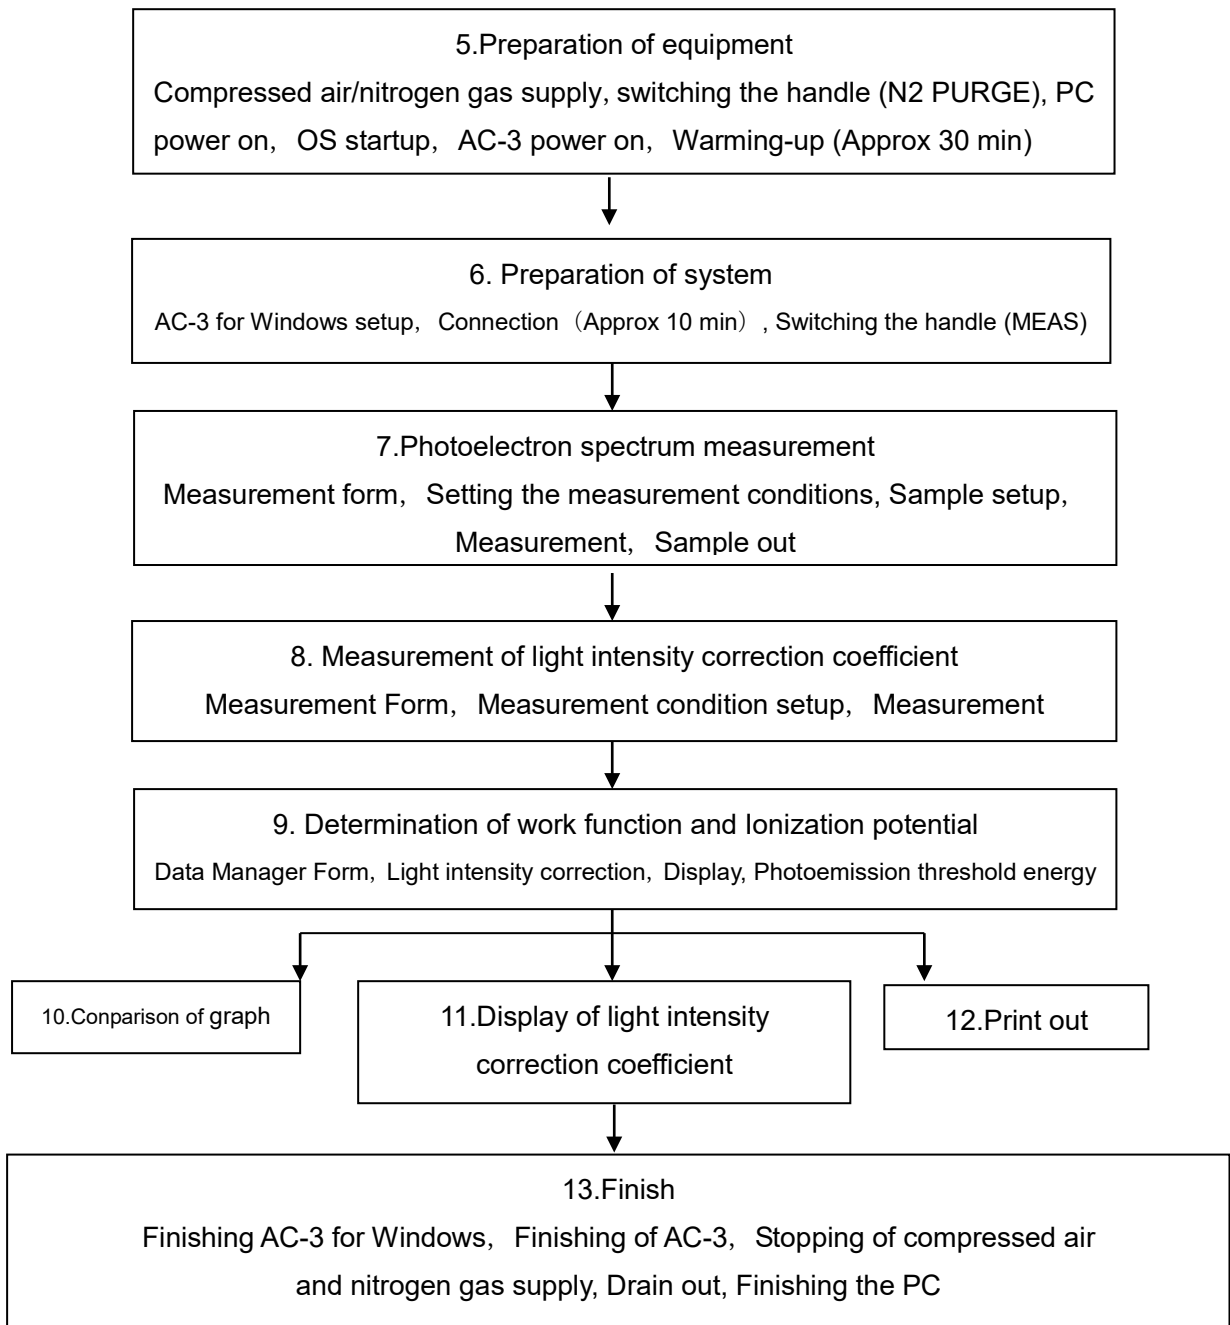 5.Preparation of equipment
Compressed air/nitrogen gas supply, switching the handle (N2 PURGE), PC
power on, OS startup, AC-3 power on, Warming-up (Approx 30 min)
6. Preparation of system
AC-3 for Windows setup, Connection（Approx 10 min）, Switching the handle (MEAS)
7.Photoelectron spectrum measurement
Measurement form, Setting the measurement conditions, Sample setup,
Measurement, Sample out
8. Measurement of light intensity correction coefficient
Measurement Form, Measurement condition setup, Measurement
9. Determination of work function and Ionization potential
Data Manager Form, Light intensity correction, Display, Photoemission threshold energy
10.Conparison of graph
11.Display of light intensity
correction coefficient
12.Print out
13.Finish
Finishing AC-3 for Windows, Finishing of AC-3, Stopping of compressed air
and nitrogen gas supply, Drain out, Finishing the PC